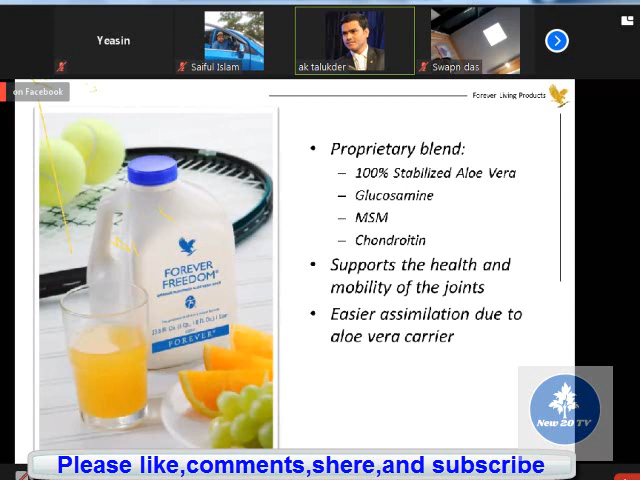 Yeasin
Saiful Islam
ak talukder
Swapn das
on Facebook
Forever Living Products
FOREVER
FREEDOM
FOREVER
• Proprietary blend:
– 100% Stabilized Aloe Vera
– Glucosamine
– MSM
– Chondroitin
• Supports the health and
mobility of the joints
• Easier assimilation due to
aloe vera carrier
New 20 TV
Please like,comments,shere,and subscribe